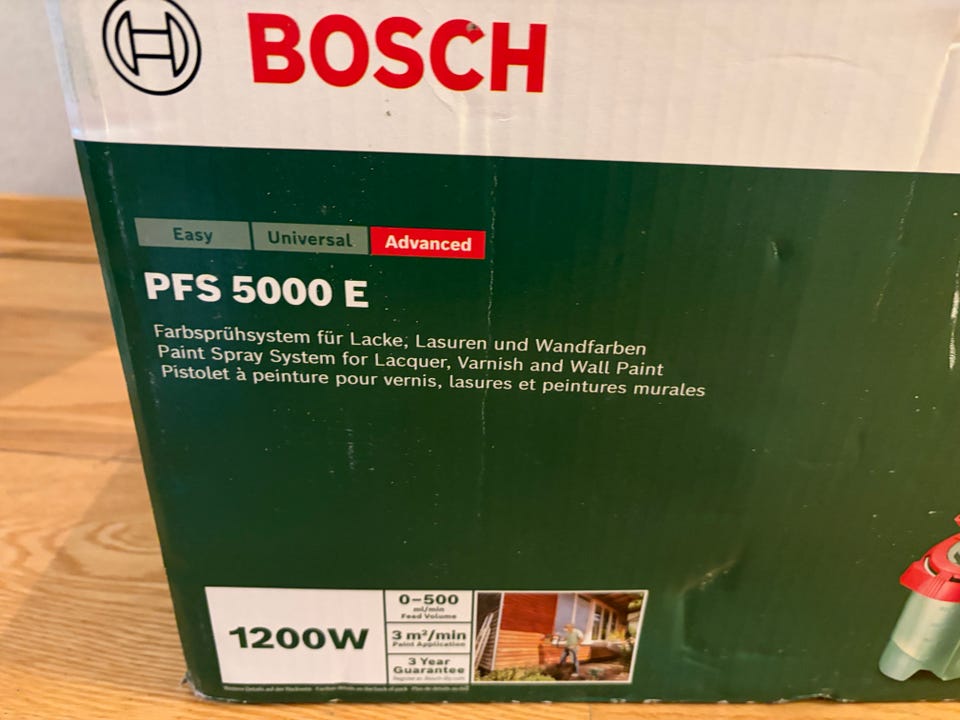 BOSCH
Easy Universal Advanced
PFS 5000 E
Farbsprühsystem für Lacke, Lasuren und Wandfarben
Paint Spray System for Lacquer, Varnish and Wall Paint
Pistolet à peinture pour vernis, lasures et peintures murales
1200W
0–500
ml/min
Feed Volume
3 m²/min
Paint Application
3 Year
Guarantee